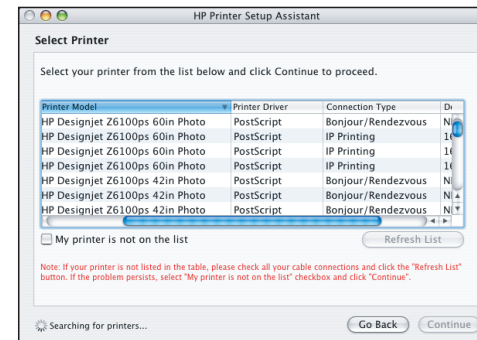 HP Printer Setup Assistant
Select Printer
Select your printer from the list below and click Continue to proceed.
Printer Model Printer Driver Connection Type
HP Designjet Z6100ps 60in Photo PostScript Bonjour/Rendezvous
HP Designjet Z6100ps 60in Photo PostScript IP Printing
HP Designjet Z6100ps 60in Photo PostScript IP Printing
HP Designjet Z6100ps 60in Photo PostScript IP Printing
HP Designjet Z6100ps 42in Photo PostScript Bonjour/Rendezvous
HP Designjet Z6100ps 42in Photo PostScript Bonjour/Rendezvous
HP Designjet Z6100ps 42in Photo PostScript Bonjour/Rendezvous
My printer is not on the list Refresh List
Note: If your printer is not listed in the table, please check all your cable connections and click the "Refresh List"
button. If the problem persists, select "My printer is not on the list" checkbox and click "Continue".
Searching for printers... Go Back Continue